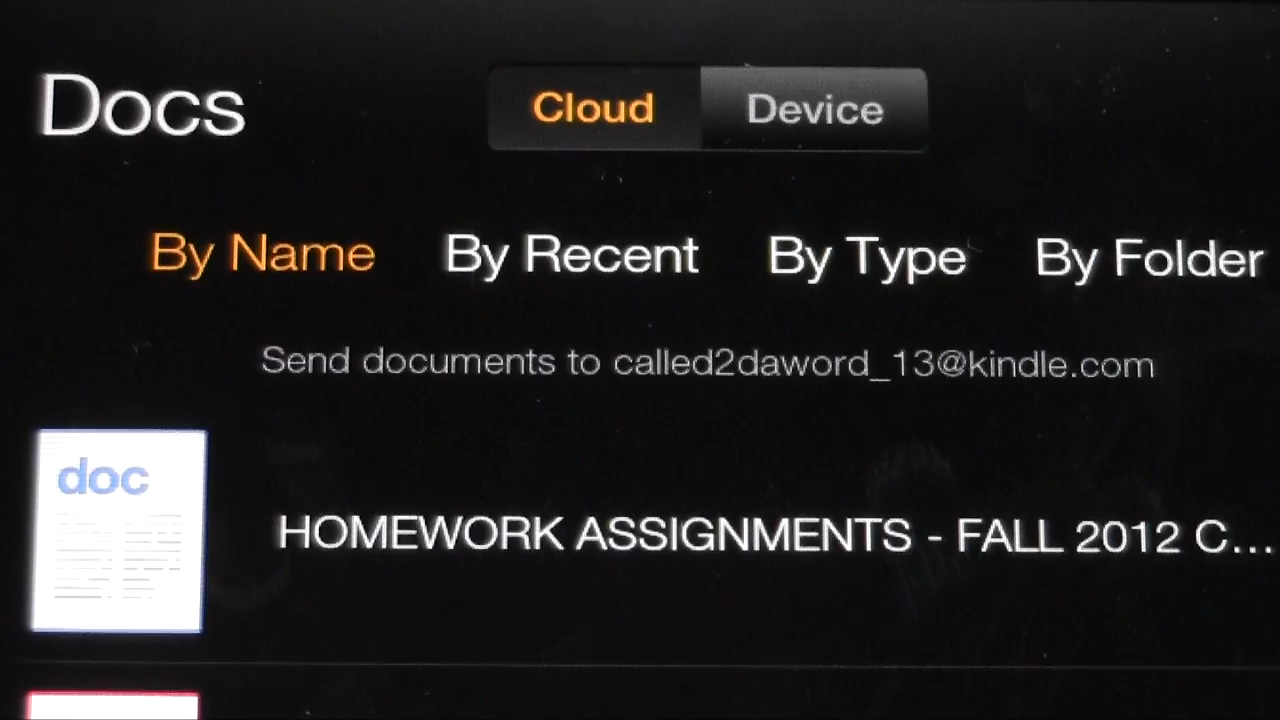 Docs
Cloud Device
By Name By Recent By Type By Folder
Send documents to called2daword_13@kindle.com
doc
HOMEWORK ASSIGNMENTS - FALL 2012 C...